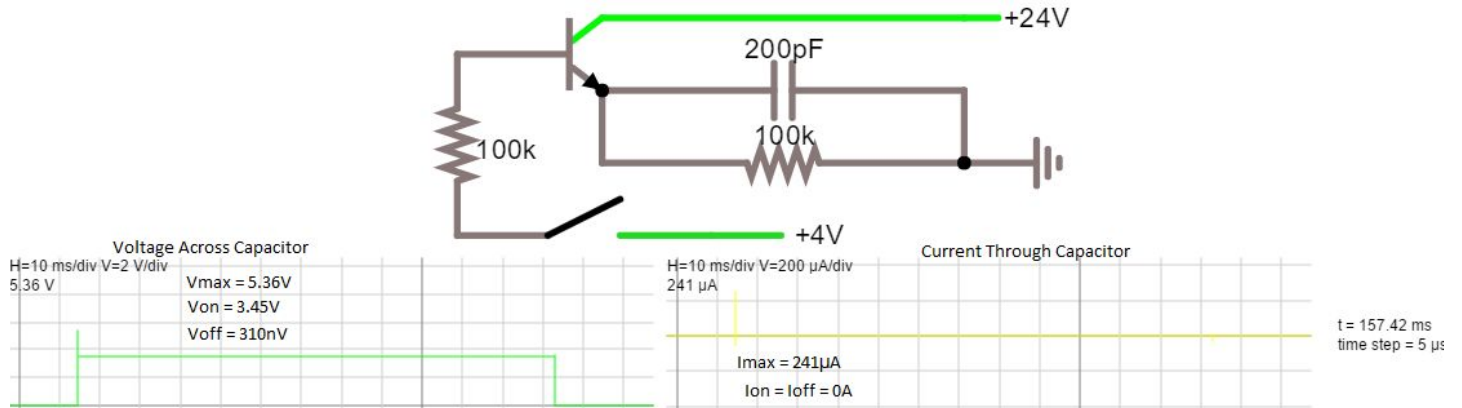 +24V
200pF
100k
100k
+4V
Voltage Across Capacitor
H=10 ms/div V=2 V/div
5.36 V
Vmax = 5.36V
Von = 3.45V
Voff = 310nV
Current Through Capacitor
H=10 ms/div V=200 µA/div
241 µA
Imax = 241µA
Ion = Ioff = 0A
t = 157.42 ms
time step = 5 µs